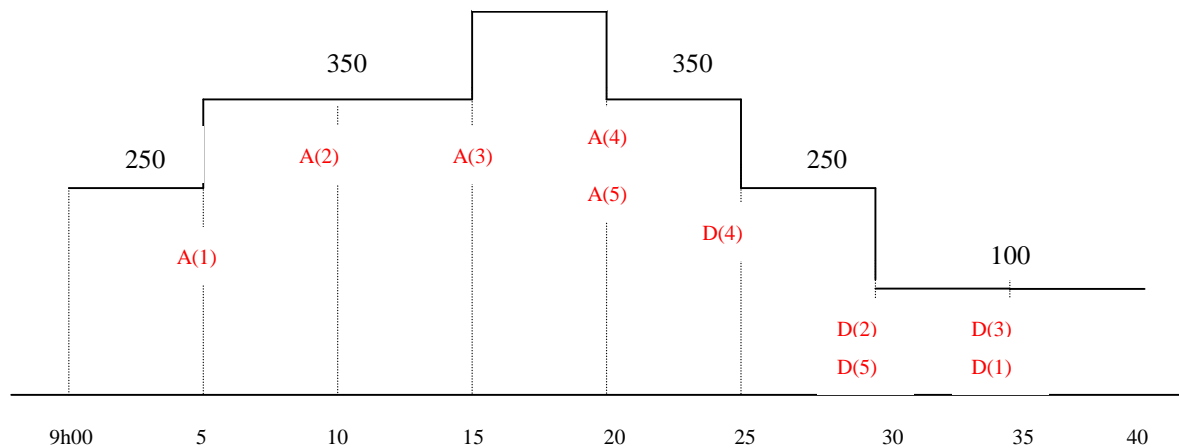 350 350
250 A(2) A(3) A(4) 250
A(5)
A(1) D(4)
100
D(2) D(3)
D(5) D(1)
9h00 5 10 15 20 25 30 35 40